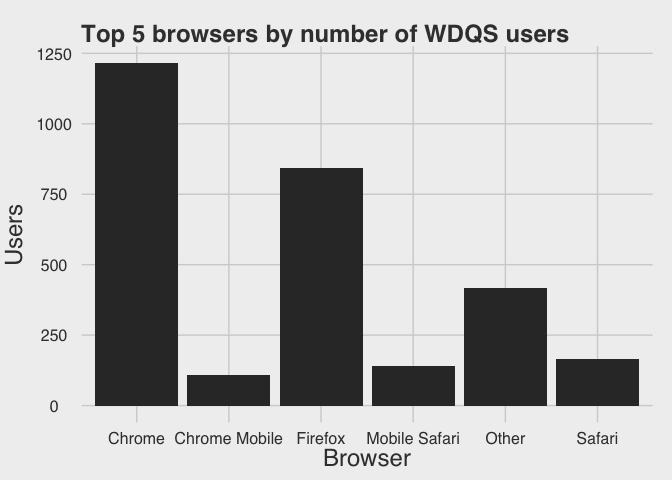 Top 5 browsers by number of WDQS users
1250
1000
750
500
250
0
Users
Chrome Chrome Mobile Firefox Mobile Safari Other Safari
Browser